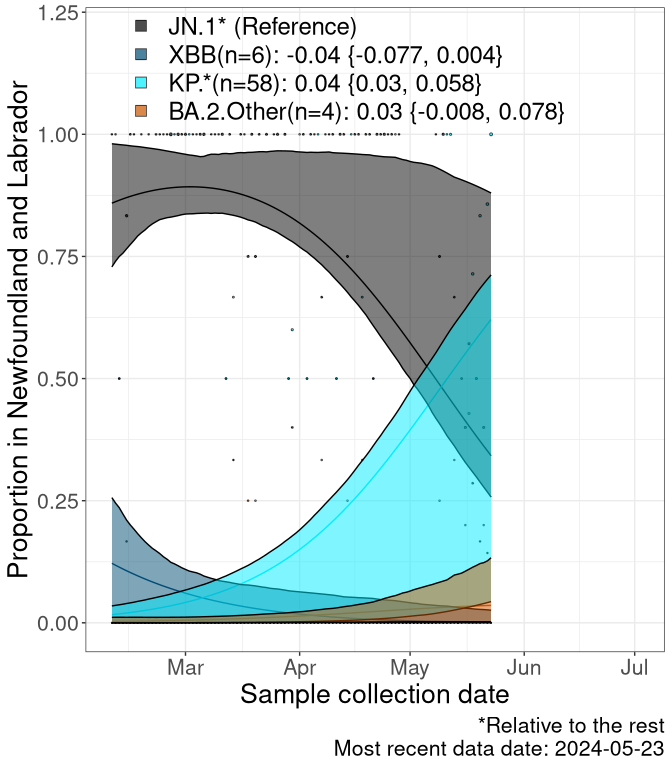 1.25
JN.1* (Reference)
XBB(n=6): -0.04 {-0.077, 0.004}
KP.*(n=58): 0.04 {0.03, 0.058}
BA.2.Other(n=4): 0.03 {-0.008, 0.078}
1.00
0.75
0.50
0.25
0.00
Proportion in Newfoundland and Labrador
Mar Apr May Jun Jul
Sample collection date
*Relative to the rest
Most recent data date: 2024-05-23